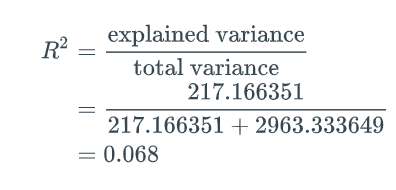 R² = explained variance / total variance
= 217.166351 / 217.166351 + 2963.333649
= 0.068